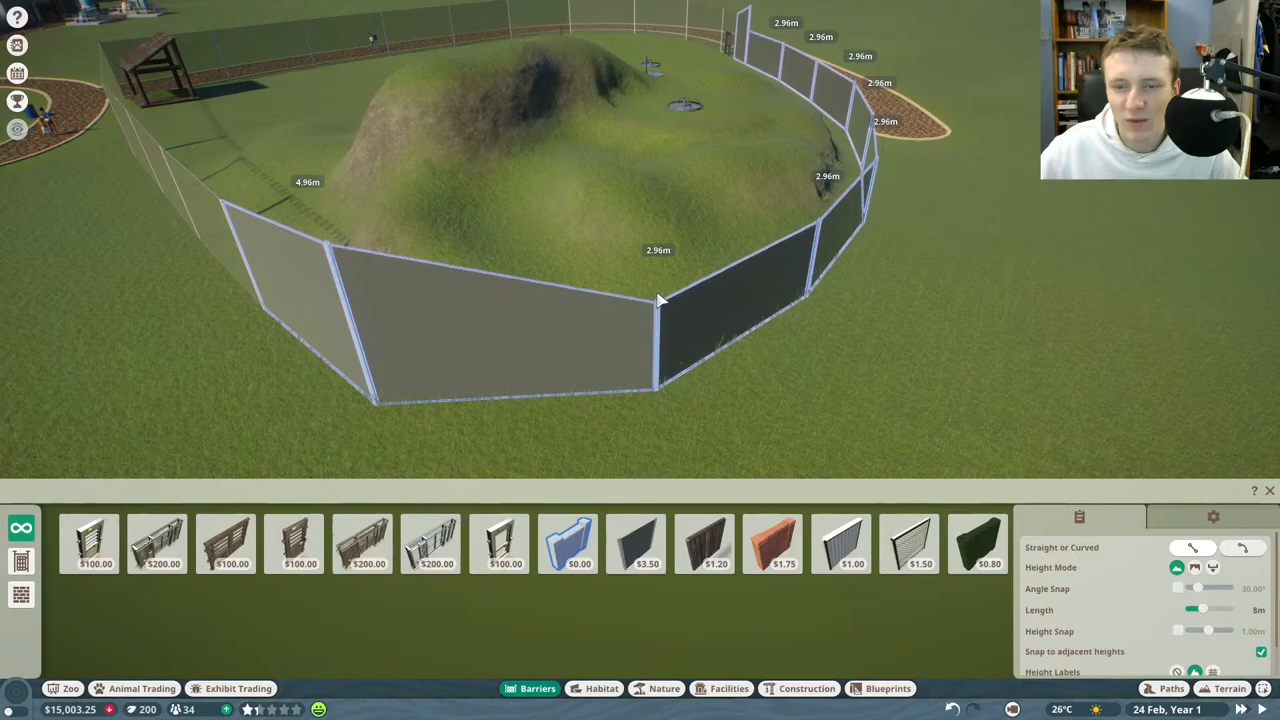 2.96m
2.96m
2.96m
2.96m
2.96m
2.96m
4.96m
2.96m
? ×
$100.00 $200.00 $100.00 $100.00 $200.00 $200.00 $100.00 $0.00 $3.50 $1.20 $1.75 $1.00 $1.50 $0.80
Straight or Curved
Height Mode
Angle Snap 30.00°
Length 8m
Height Snap 1.00m
Snap to adjacent heights
Height Labels
Zoo Animal Trading Exhibit Trading Barriers Habitat Nature Facilities Construction Blueprints Paths Terrain
$15,003.25 200 34 26°C 24 Feb, Year 1